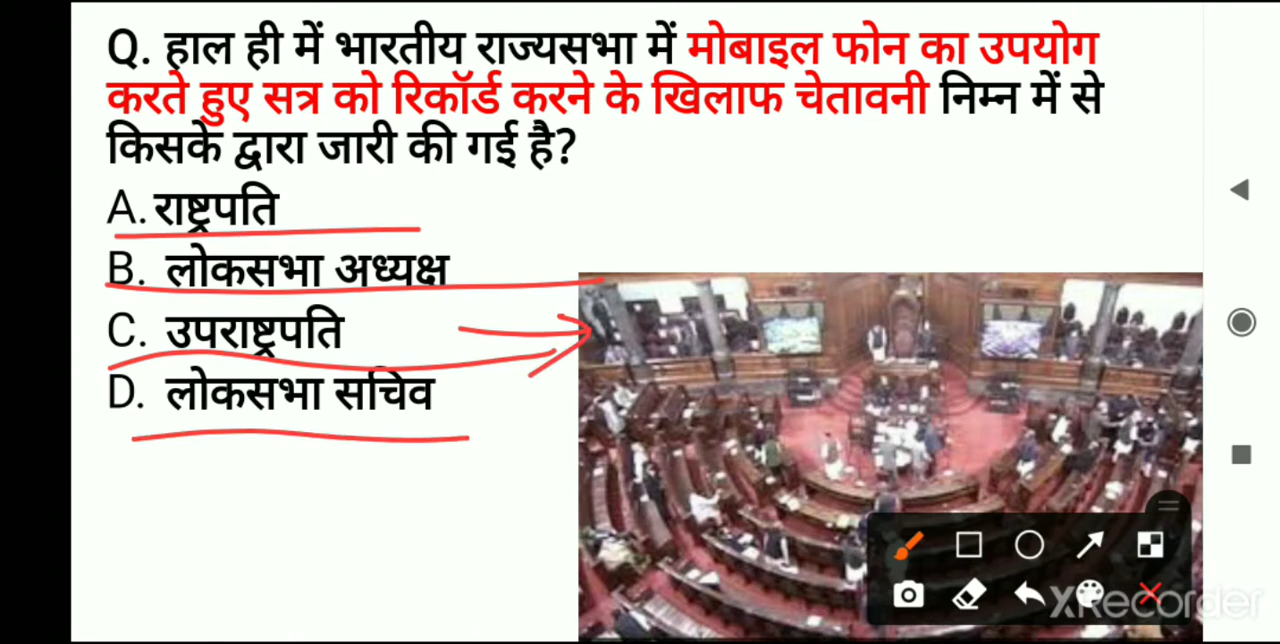 Q. हाल ही में भारतीय राज्यसभा में मोबाइल फोन का उपयोग
करते हुए सत्र को रिकॉर्ड करने के खिलाफ चेतावनी निम्न में से
किसके द्वारा जारी की गई है?
A. राष्ट्रपति
B. लोकसभा अध्यक्ष
C. उपराष्ट्रपति
D. लोकसभा सचिव
XRecorder